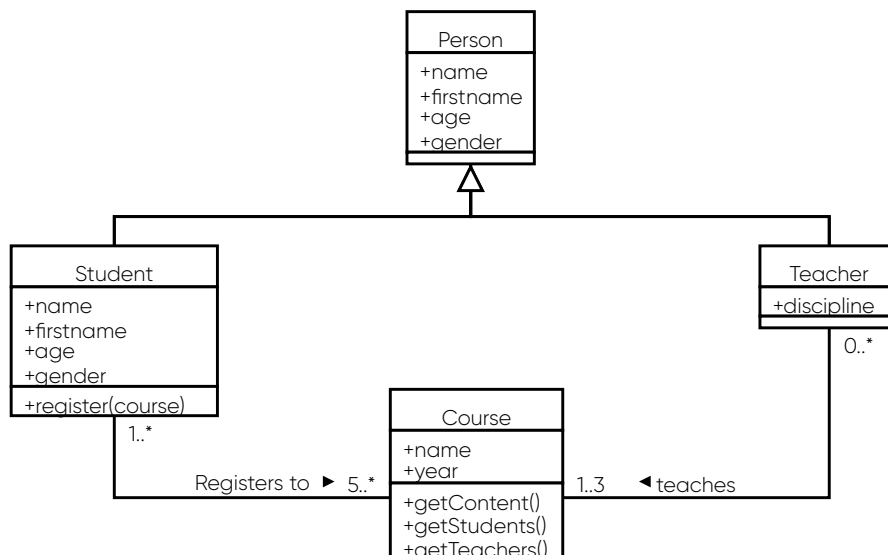 Person
+name
+firstname
+age
+gender
Student
+name
+firstname
+age
+gender
+register(course)
1..*
Teacher
+discipline
0..*
Course
+name
+year
+getContent()
+getStudents()
+getTeachers()
Registers to ► 5..*
1..3 ◄ teaches